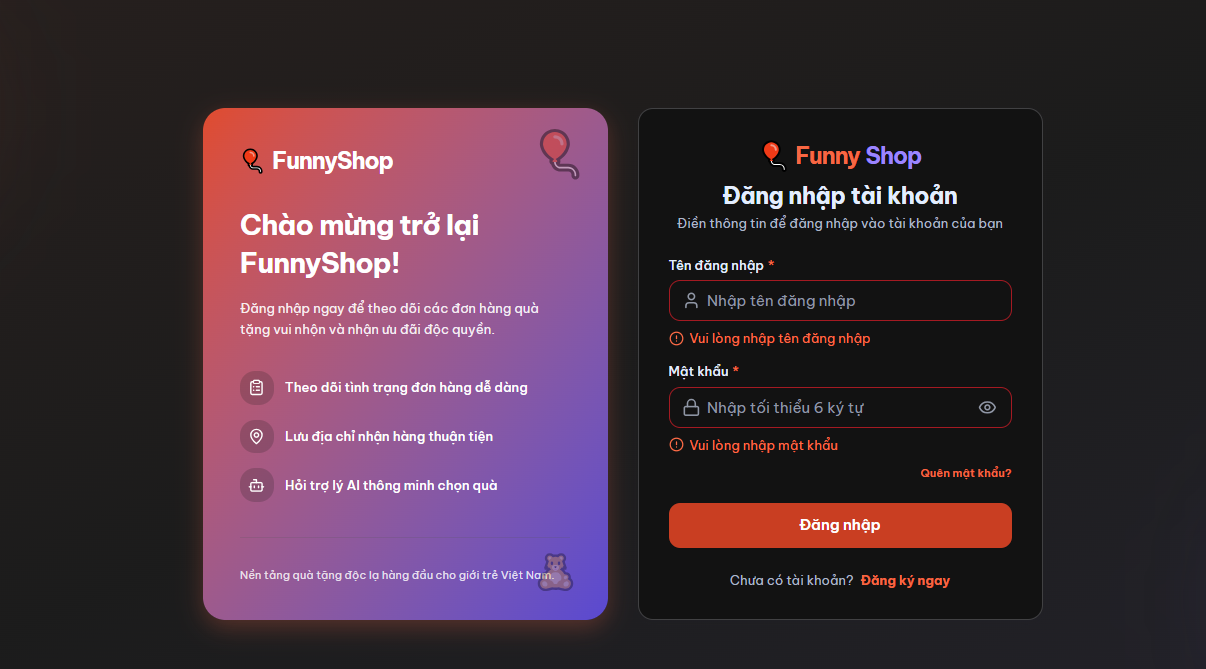 FunnyShop
Chào mừng trở lại
FunnyShop!
Đăng nhập ngay để theo dõi các đơn hàng quà
tặng vui nhộn và nhận ưu đãi độc quyền.
Theo dõi tình trạng đơn hàng dễ dàng
Lưu địa chỉ nhận hàng thuận tiện
Hỏi trợ lý AI thông minh chọn quà
Nền tảng quà tặng độc lạ hàng đầu cho giới trẻ Việt Nam.
Funny Shop
Đăng nhập tài khoản
Điền thông tin để đăng nhập vào tài khoản của bạn
Tên đăng nhập *
Nhập tên đăng nhập
Vui lòng nhập tên đăng nhập
Mật khẩu *
Nhập tối thiểu 6 ký tự
Vui lòng nhập mật khẩu
Quên mật khẩu?
Đăng nhập
Chưa có tài khoản? Đăng ký ngay